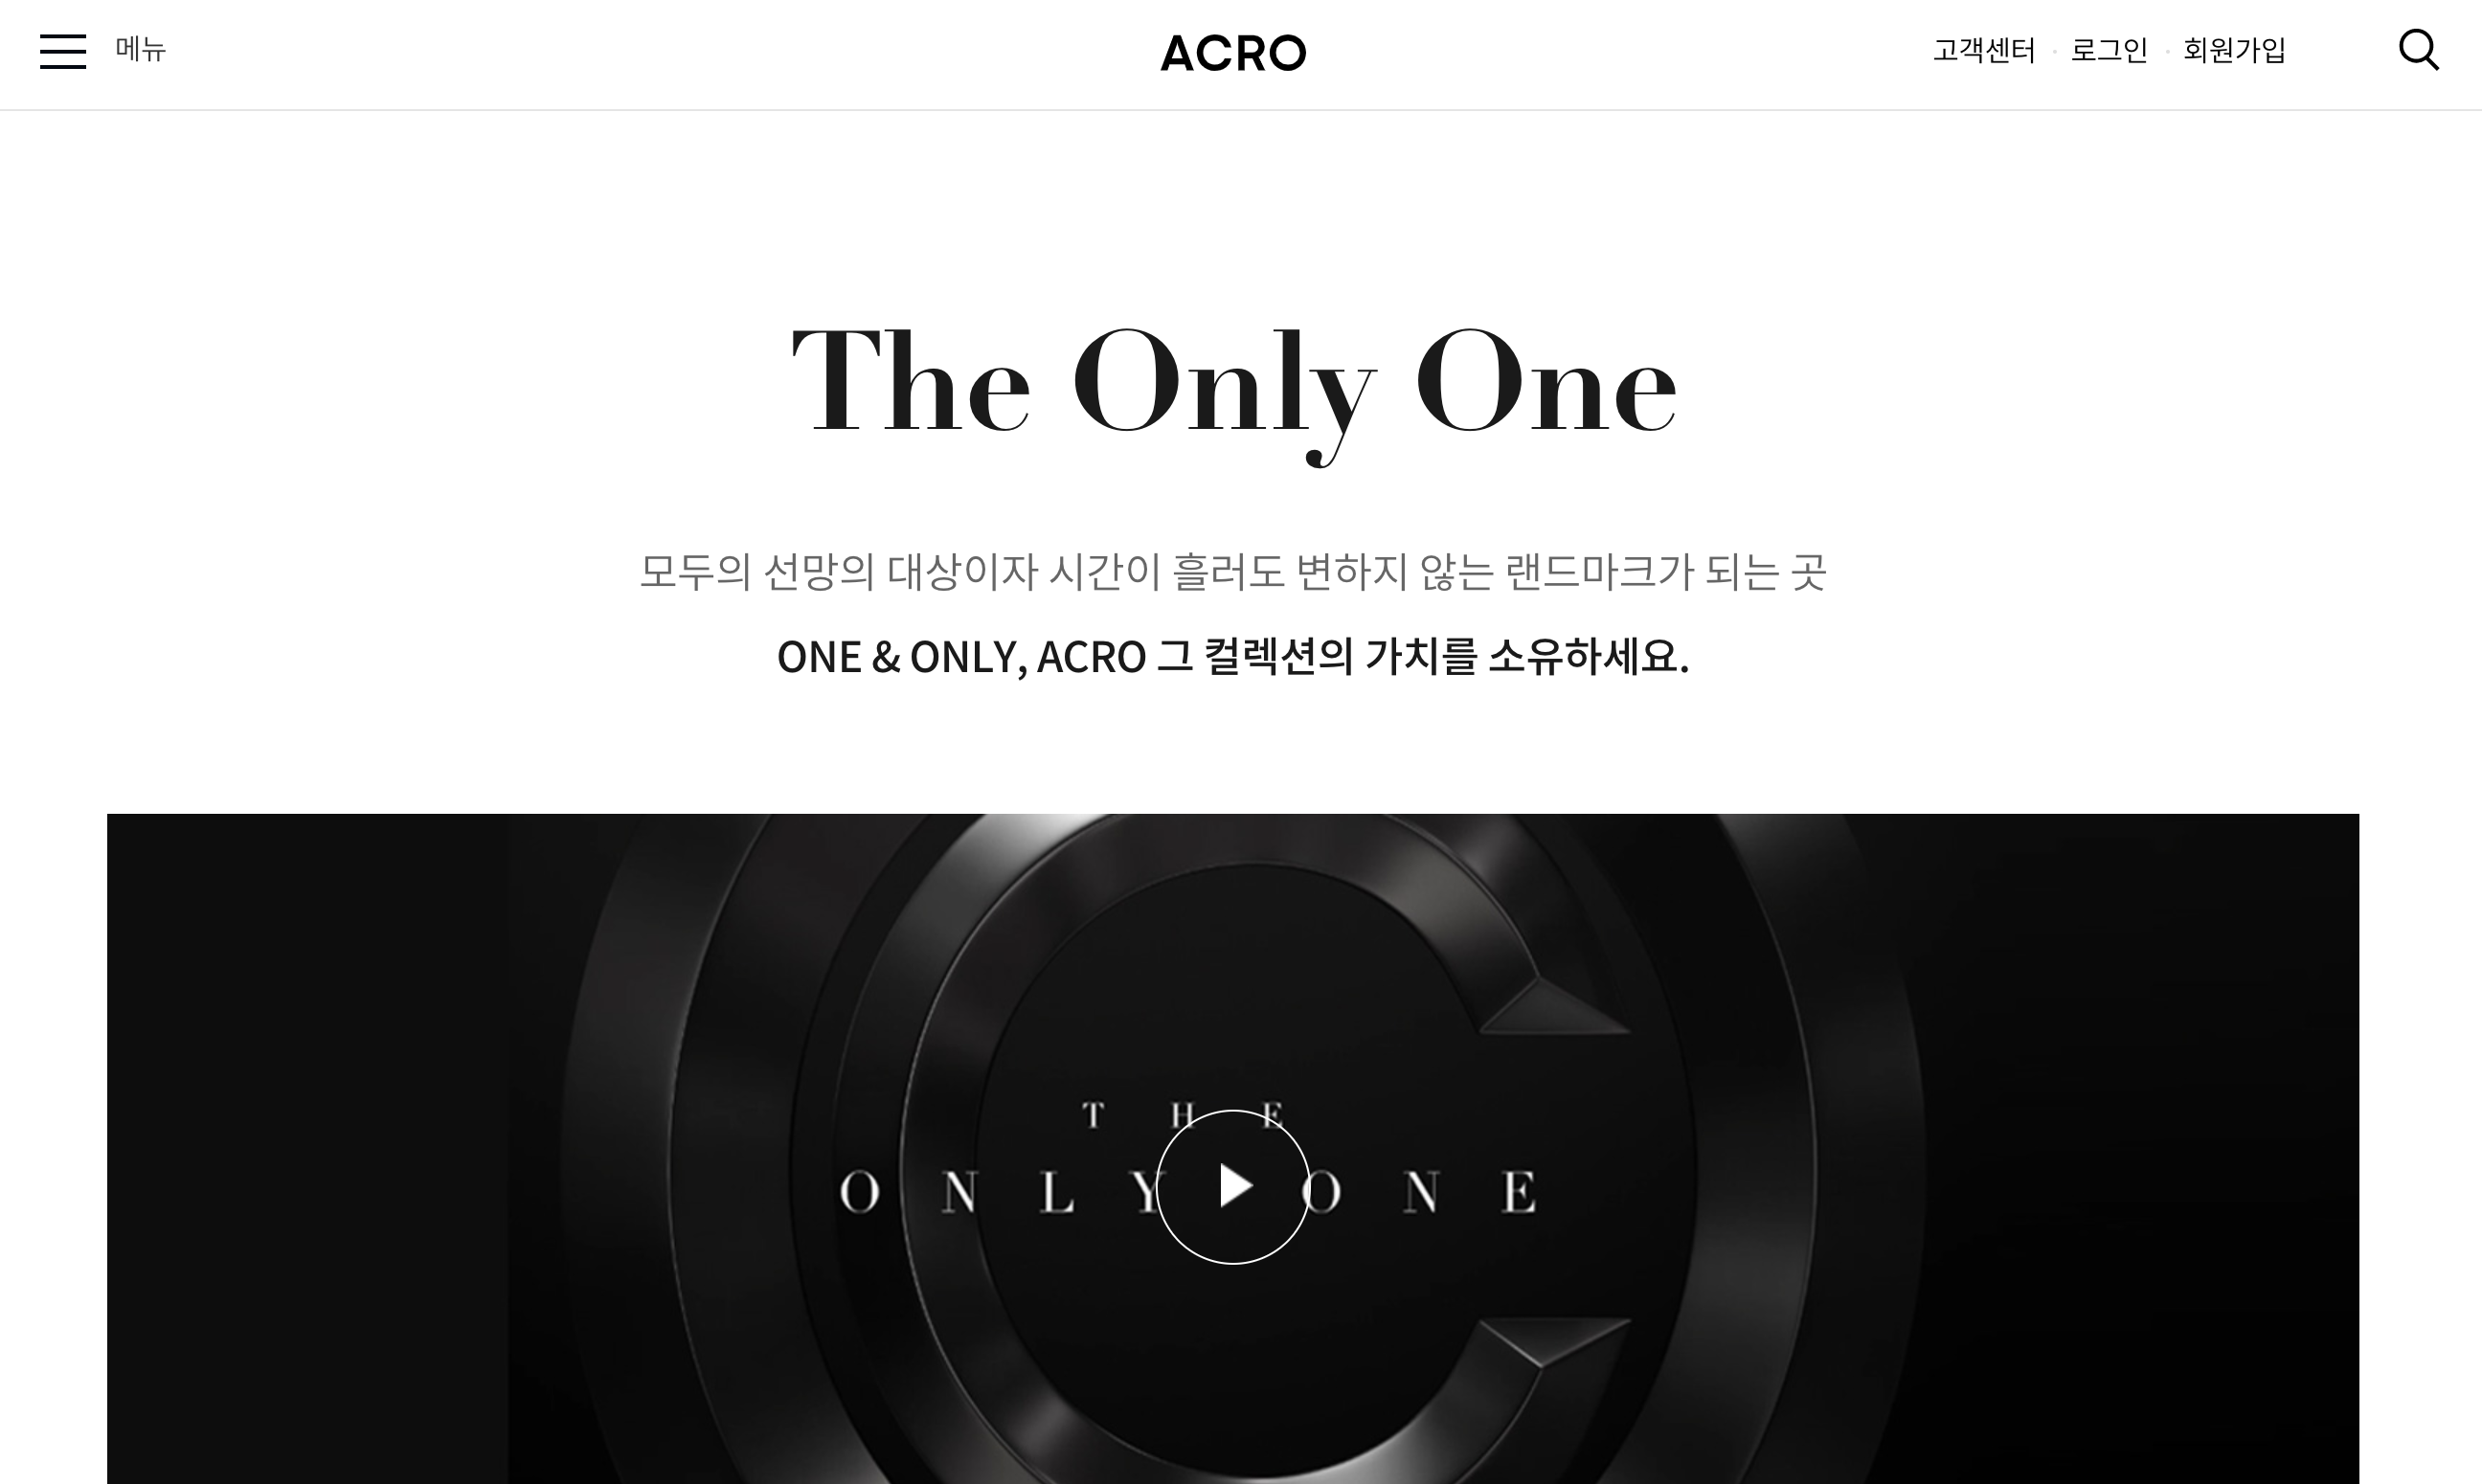 메뉴
ACRO
고객센터 · 로그인 · 회원가입
The Only One
모두의 선망의 대상이자 시간이 흘러도 변하지 않는 랜드마크가 되는 곳
ONE & ONLY, ACRO 그 컬렉션의 가치를 소유하세요.
THE
ONLY ONE